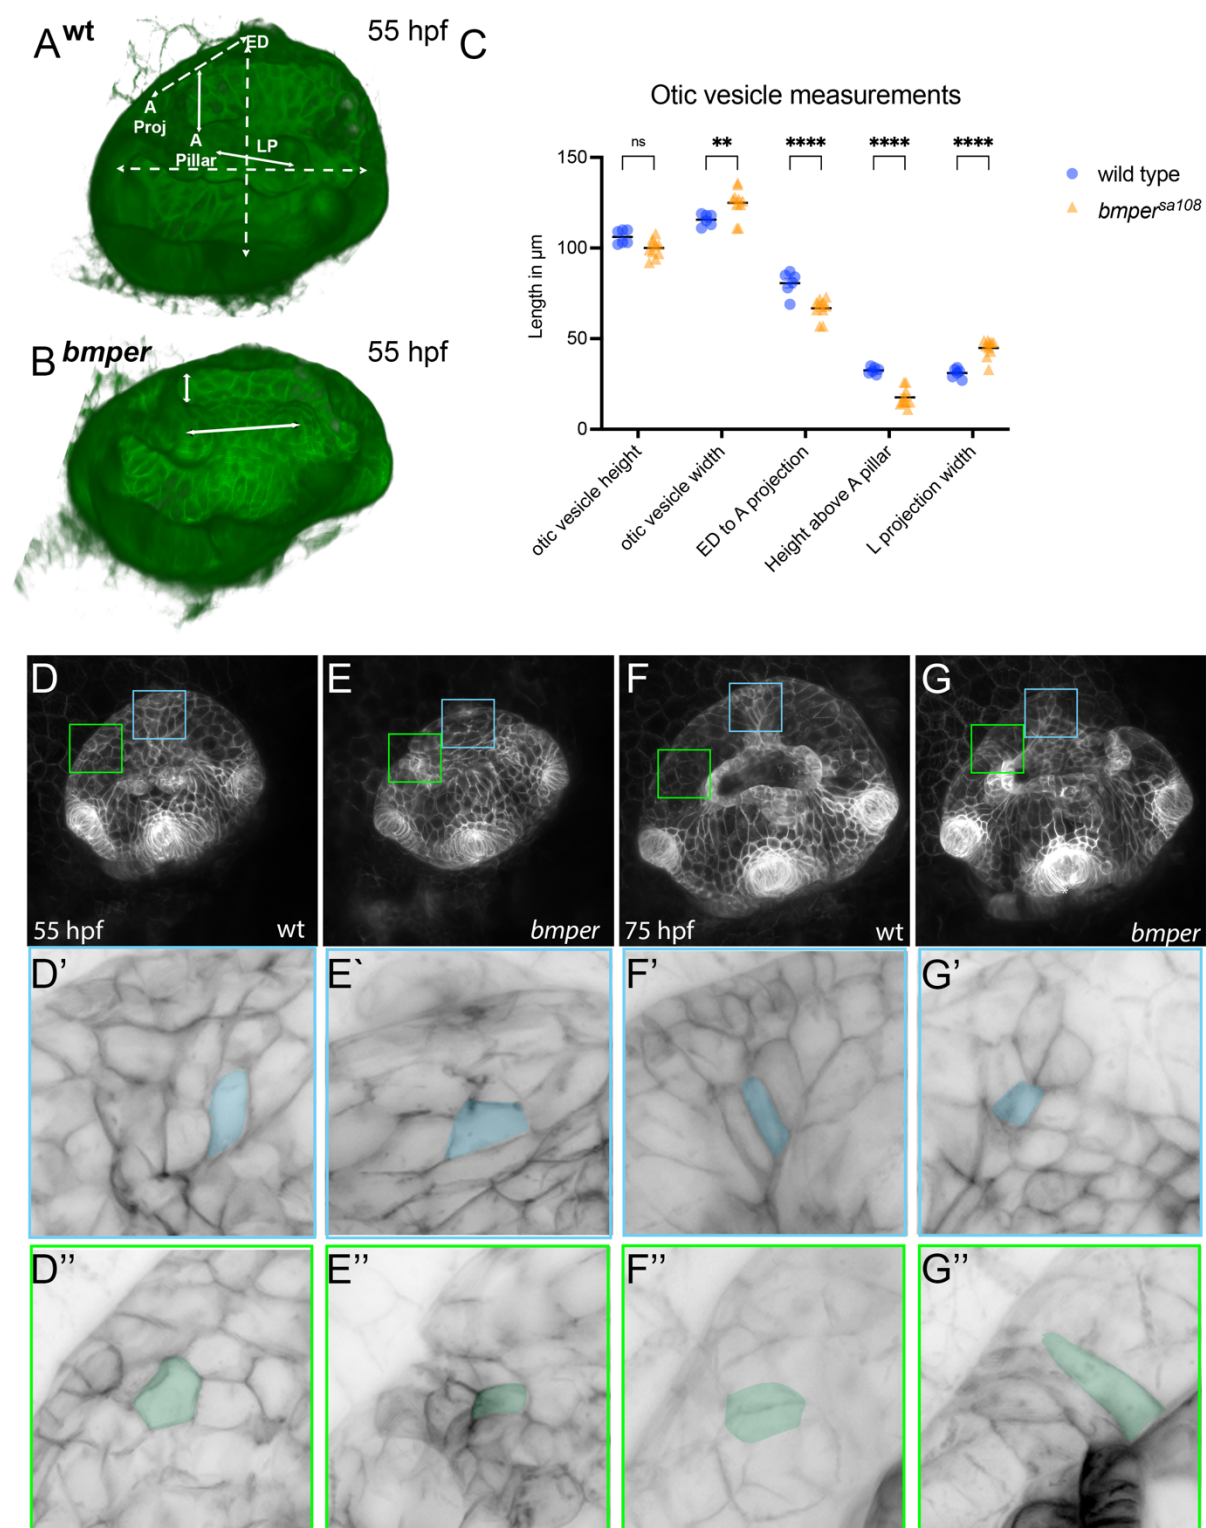 A wt 55 hpf
ED
A
Proj
A
Pillar
LP
B bmper 55 hpf
C
Otic vesicle measurements
ns ** **** **** ****
150
100
50
0
Length in µm
otic vesicle height
otic vesicle width
ED to A projection
Height above A pillar
L projection width
wild type
bmper^sa108
D
55 hpf wt
E
bmper
F
75 hpf wt
G
*
bmper
D’
E`
F’
G’
D’’
E’’
F’’
G’’